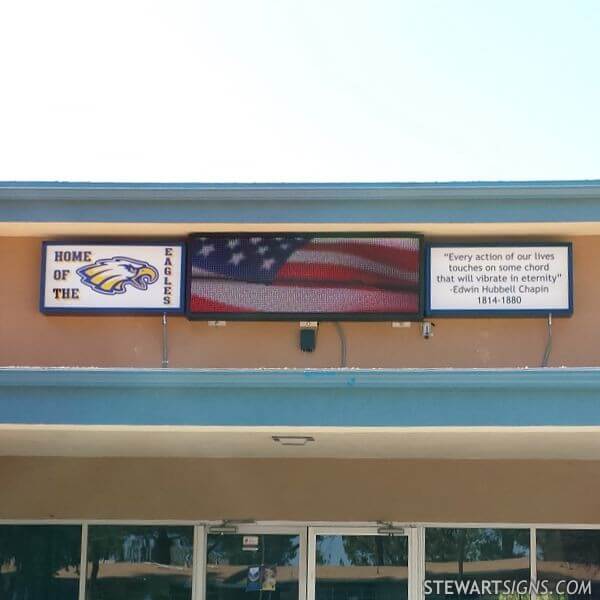 HOME
OF
THE
EAGLES
“Every action of our lives
touches on some chord
that will vibrate in eternity”
-Edwin Hubbell Chapin
1814-1880
STEWARTSIGNS.COM